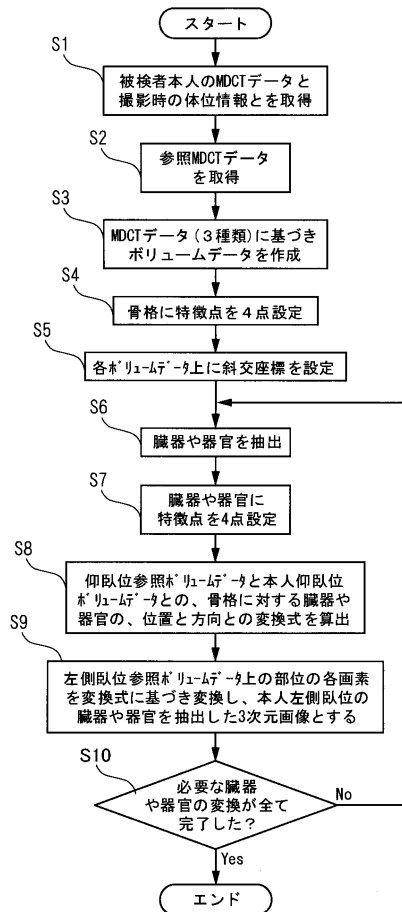 スタート
S1
被検者本人のMDCTデータと
撮影時の体位情報とを取得
S2
参照MDCTデータ
を取得
S3
MDCTデータ(3種類)に基づき
ボリュームデータを作成
S4
骨格に特徴点を4点設定
S5
各ﾎﾞﾘｭｰﾑデータ上に斜交座標を設定
S6
臓器や器官を抽出
S7
臓器や器官に
特徴点を4点設定
S8
仰臥位参照ﾎﾞﾘｭｰﾑﾃﾞｰﾀと本人仰臥位
ﾎﾞﾘｭｰﾑﾃﾞｰﾀとの、骨格に対する臓器や
器官の、位置と方向との変換式を算出
S9
左側臥位参照ﾎﾞﾘｭｰﾑﾃﾞｰﾀ上の部位の各画素
を変換式に基づき変換し、本人左側臥位の
臓器や器官を抽出した3次元画像とする
S10
必要な臓器
や器官の変換が全て
完了した?
No
Yes
エンド